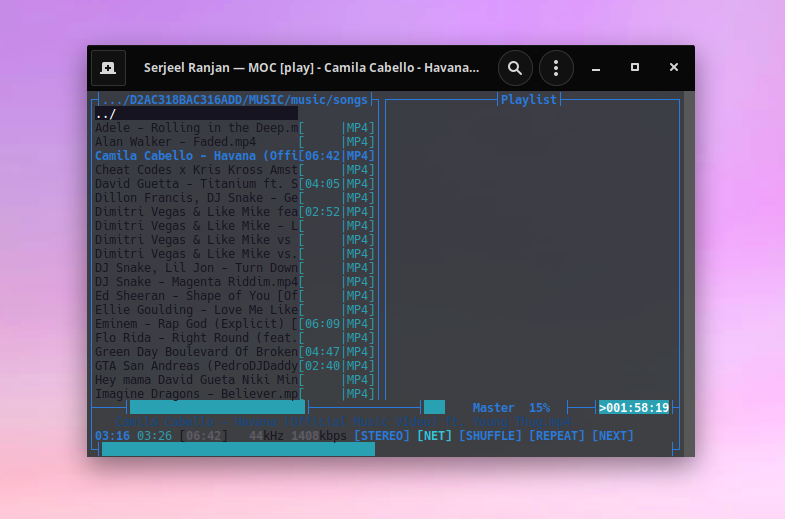 Serjeel Ranjan — MOC [play] - Camila Cabello - Havana...
.../D2AC318BAC316ADD/MUSIC/music/songs
Playlist
../
Adele - Rolling in the Deep.m[ |MP4]
Alan Walker - Faded.mp4 [ |MP4]
Camila Cabello - Havana (Offi[06:42|MP4]
Cheat Codes x Kris Kross Amst[ |MP4]
David Guetta - Titanium ft. S[04:05|MP4]
Dillon Francis, DJ Snake - Ge[ |MP4]
Dimitri Vegas & Like Mike fea[02:52|MP4]
Dimitri Vegas & Like Mike - L[ |MP4]
Dimitri Vegas & Like Mike vs [ |MP4]
Dimitri Vegas & Like Mike vs.[ |MP4]
DJ Snake, Lil Jon - Turn Down[ |MP4]
DJ Snake - Magenta Riddim.mp4[ |MP4]
Ed Sheeran - Shape of You [Of[ |MP4]
Ellie Goulding - Love Me Like[ |MP4]
Eminem - Rap God (Explicit) [[06:09|MP4]
Flo Rida - Right Round (feat.[ |MP4]
Green Day Boulevard Of Broken[04:47|MP4]
GTA San Andreas (PedroDJDaddy[02:40|MP4]
Hey mama David Gueta Niki Min[ |MP4]
Imagine Dragons - Believer.mp[ |MP4]
Master 15%
>001:58:19
03:16 03:26 [06:42] 44kHz 1408kbps [STEREO] [NET] [SHUFFLE] [REPEAT] [NEXT]